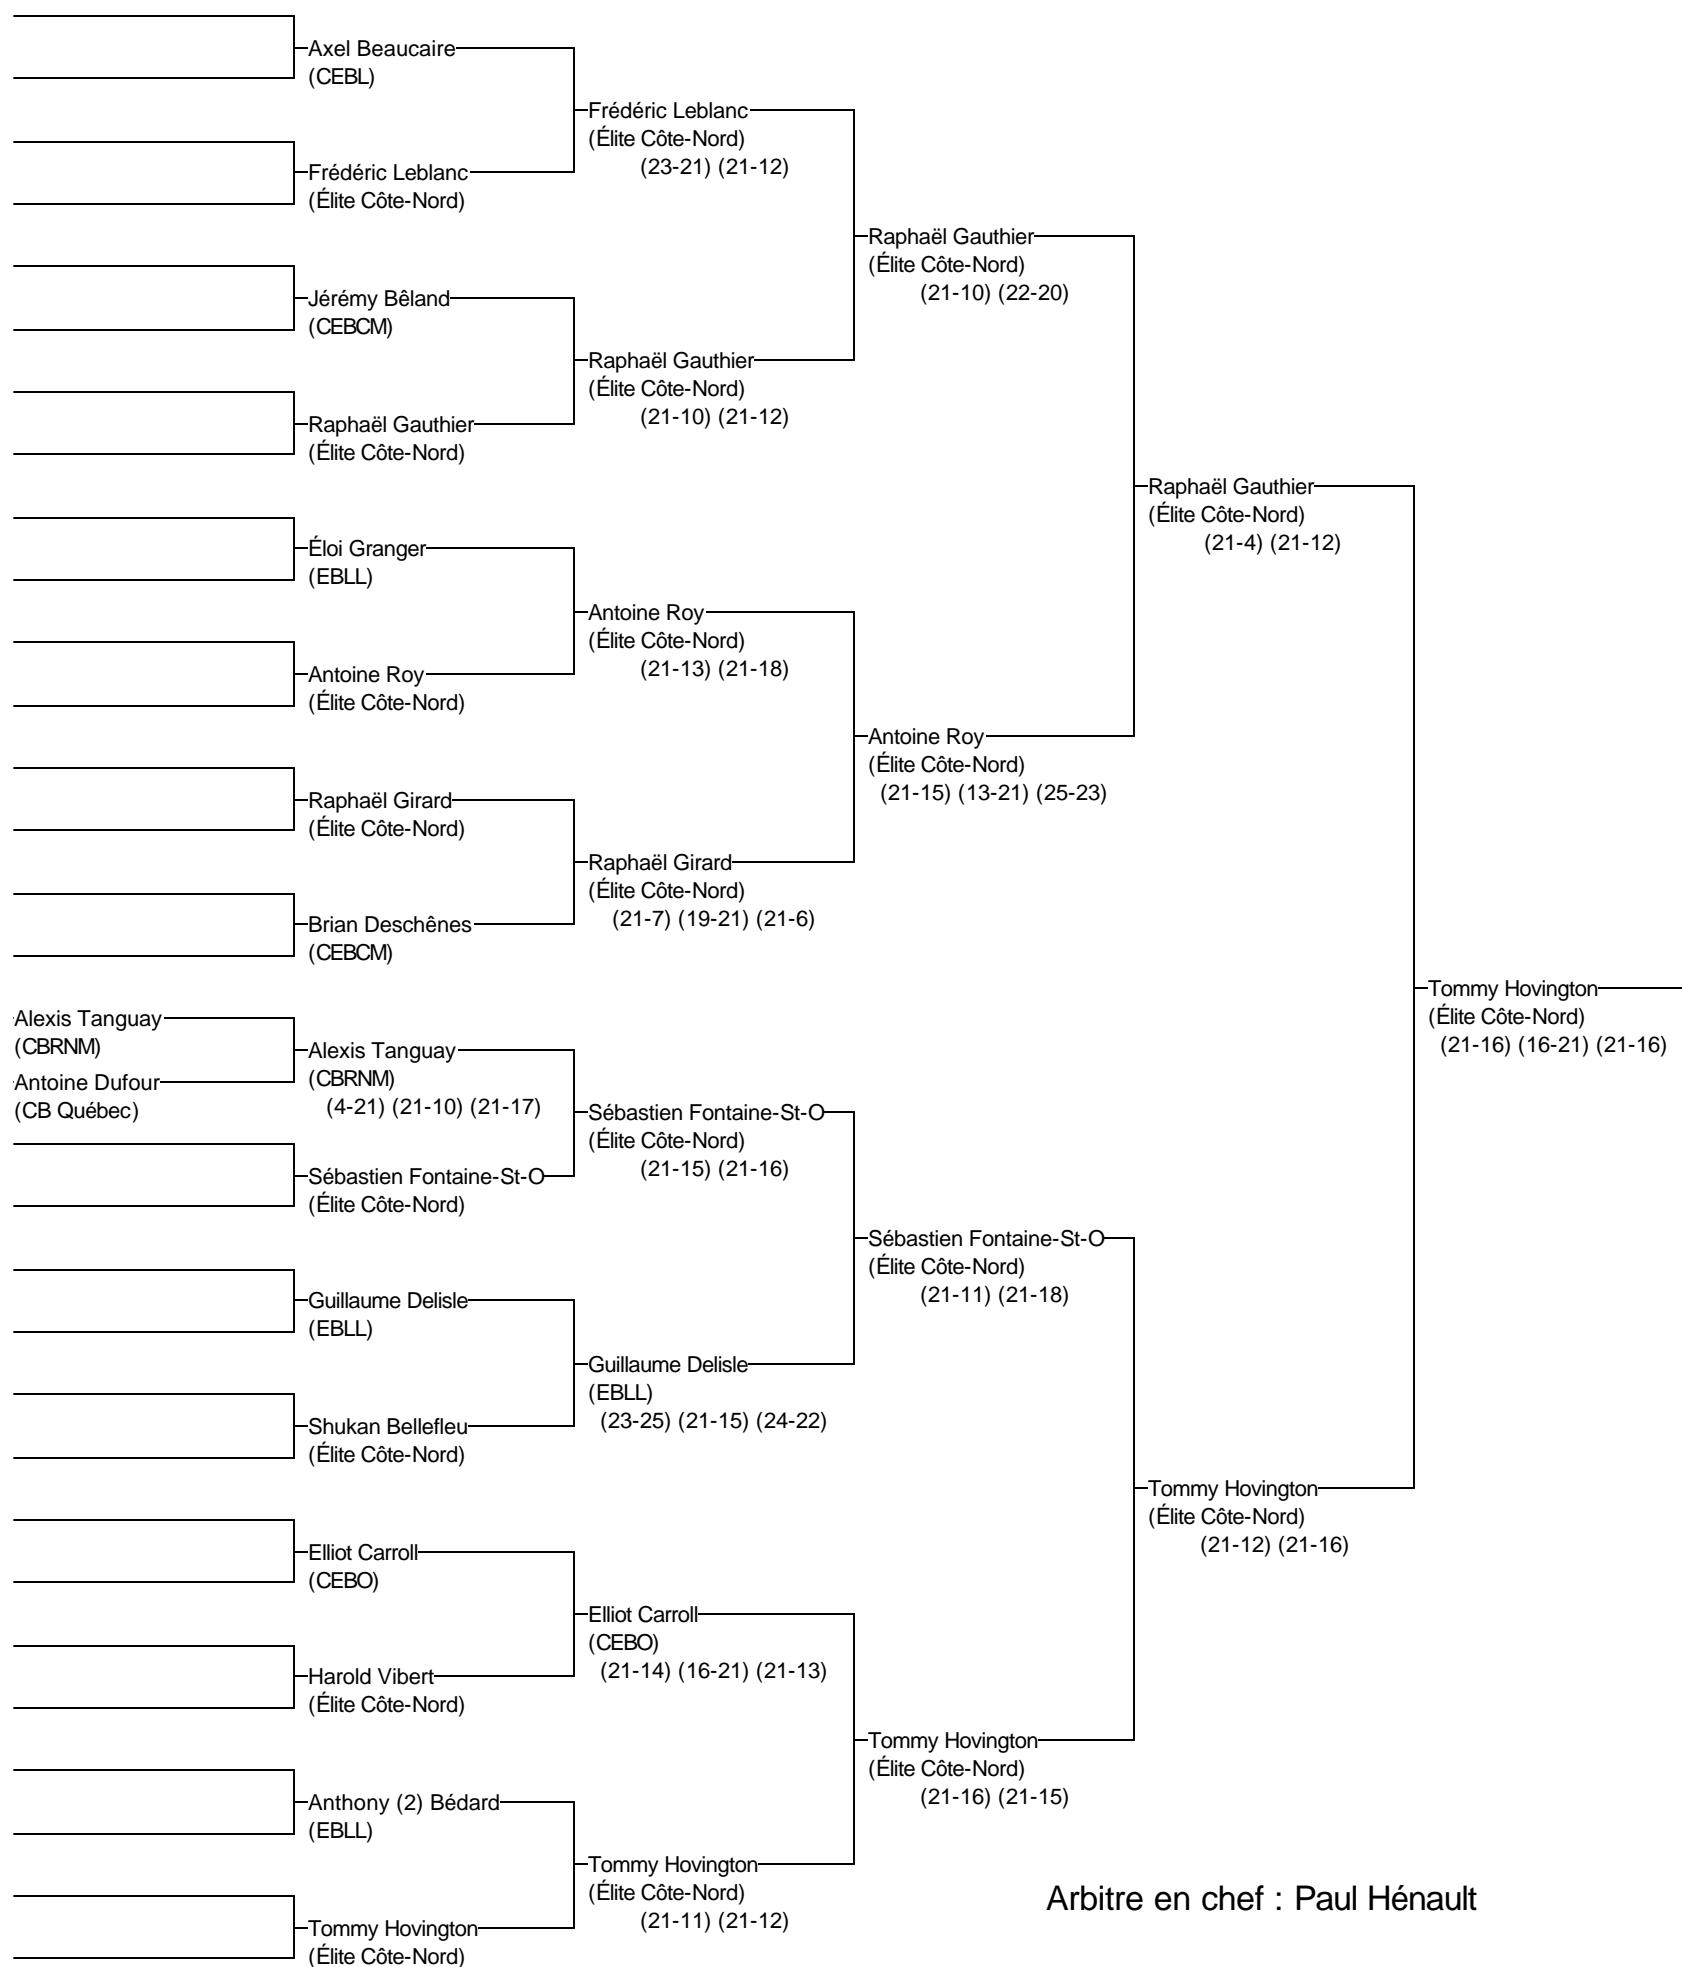 Axel Beaucaire
(CEBL)
Frédéric Leblanc
(Élite Côte-Nord)
(23-21) (21-12)
Frédéric Leblanc
(Élite Côte-Nord)
Raphaël Gauthier
(Élite Côte-Nord)
(21-10) (22-20)
Jérémy Bêland
(CEBCM)
Raphaël Gauthier
(Élite Côte-Nord)
(21-10) (21-12)
Raphaël Gauthier
(Élite Côte-Nord)
Raphaël Gauthier
(Élite Côte-Nord)
(21-4) (21-12)
Éloi Granger
(EBLL)
Antoine Roy
(Élite Côte-Nord)
(21-13) (21-18)
Antoine Roy
(Élite Côte-Nord)
Antoine Roy
(Élite Côte-Nord)
(21-15) (13-21) (25-23)
Raphaël Girard
(Élite Côte-Nord)
Raphaël Girard
(Élite Côte-Nord)
(21-7) (19-21) (21-6)
Brian Deschênes
(CEBCM)
Tommy Hovington
(Élite Côte-Nord)
(21-16) (16-21) (21-16)
Alexis Tanguay
(CBRNM)
Alexis Tanguay
(CBRNM)
(4-21) (21-10) (21-17)
Antoine Dufour
(CB Québec)
Sébastien Fontaine-St-O
(Élite Côte-Nord)
(21-15) (21-16)
Sébastien Fontaine-St-O
(Élite Côte-Nord)
Sébastien Fontaine-St-O
(Élite Côte-Nord)
(21-11) (21-18)
Guillaume Delisle
(EBLL)
Guillaume Delisle
(EBLL)
(23-25) (21-15) (24-22)
Shukan Bellefleu
(Élite Côte-Nord)
Tommy Hovington
(Élite Côte-Nord)
(21-12) (21-16)
Elliot Carroll
(CEBO)
Elliot Carroll
(CEBO)
(21-14) (16-21) (21-13)
Harold Vibert
(Élite Côte-Nord)
Tommy Hovington
(Élite Côte-Nord)
(21-16) (21-15)
Anthony (2) Bédard
(EBLL)
Tommy Hovington
(Élite Côte-Nord)
(21-11) (21-12)
Tommy Hovington
(Élite Côte-Nord)
Arbitre en chef : Paul Hénault